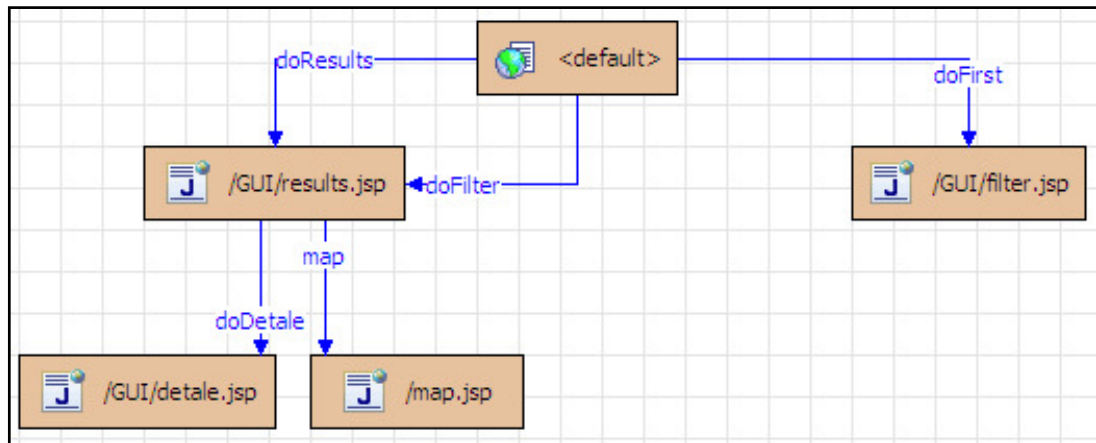 <default>
doResults
doFirst
/GUI/results.jsp
doFilter
/GUI/filter.jsp
map
doDetale
/GUI/detale.jsp
/map.jsp